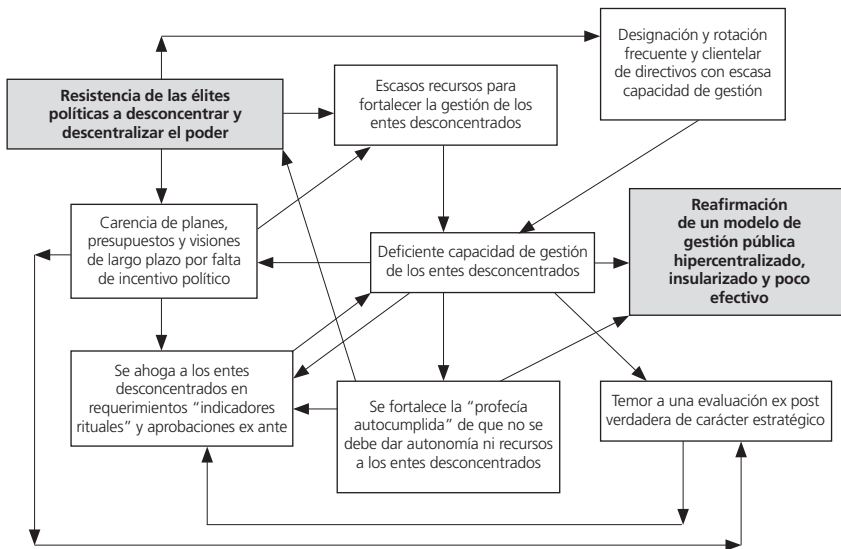 Designación y rotación
frecuente y clientelar
de directivos con escasa
capacidad de gestión
Resistencia de las élites
políticas a desconcentrar y
descentralizar el poder
Escasos recursos para
fortalecer la gestión de los
entes desconcentrados
Carencia de planes,
presupuestos y visiones
de largo plazo por falta
de incentivo político
Deficiente capacidad de gestión
de los entes desconcentrados
Reafirmación
de un modelo de
gestión pública
hipercentralizado,
insularizado y poco
efectivo
Se ahoga a los entes
desconcentrados en
requerimientos “indicadores
rituales” y aprobaciones ex ante
Se fortalece la “profecía
autocumplida” de que no se
debe dar autonomía ni recursos
a los entes desconcentrados
Temor a una evaluación ex post
verdadera de carácter estratégico